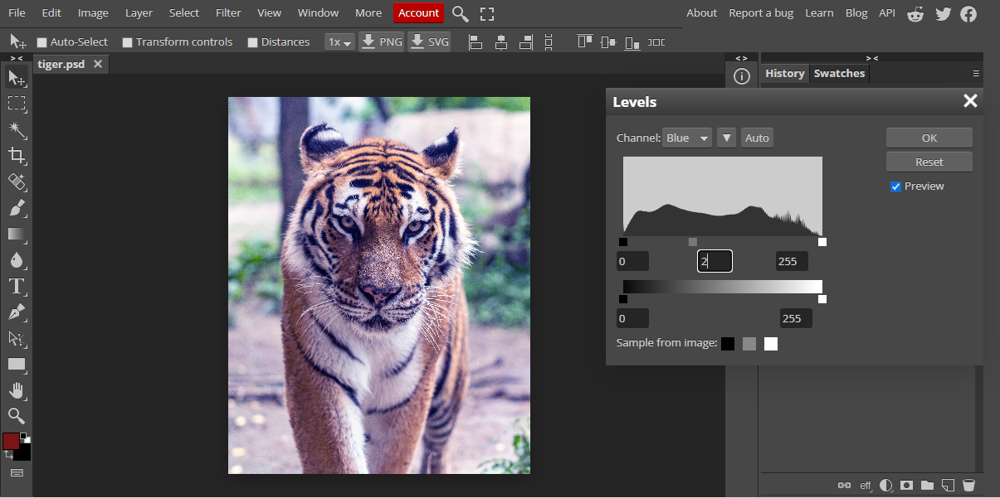 File Edit Image Layer Select Filter View Window More Account About Report a bug Learn Blog API
Auto-Select Transform controls Distances 1x PNG SVG
> < < > > <
tiger.psd
History Swatches
Levels
Channel: Blue ▼ Auto OK
Reset
Preview
0 2 255
0 255
Sample from image:
T
eff